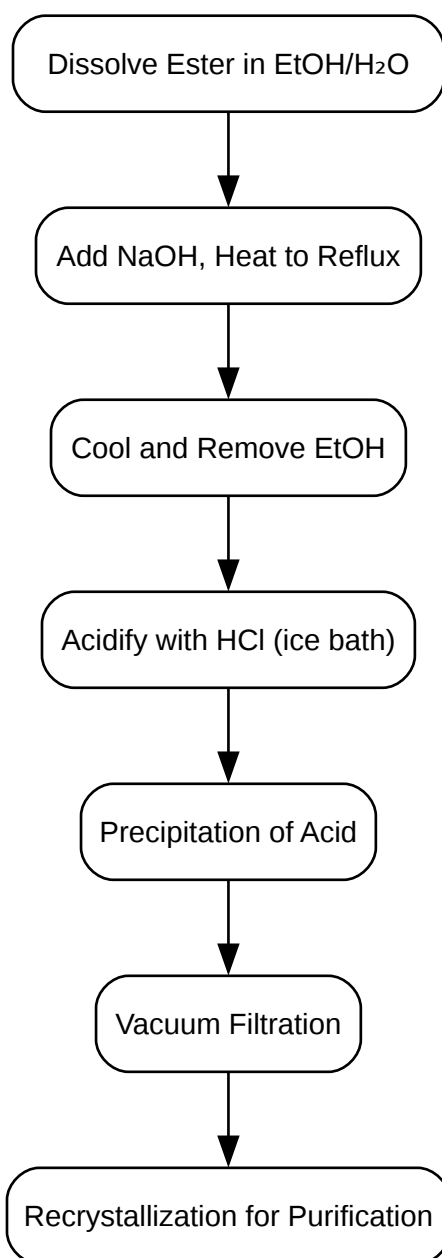 Dissolve Ester in EtOH/H₂O
Add NaOH, Heat to Reflux
Cool and Remove EtOH
Acidify with HCl (ice bath)
Precipitation of Acid
Vacuum Filtration
Recrystallization for Purification